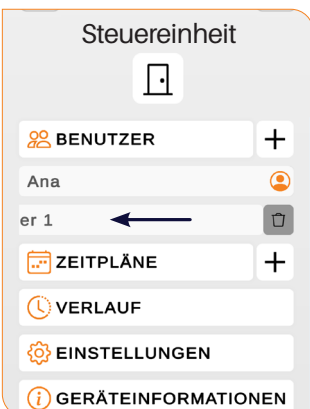 Steuereinheit
BENUTZER
Ana
er 1
ZEITPLÄNE
VERLAUF
EINSTELLUNGEN
GERÄTEINFORMATIONEN